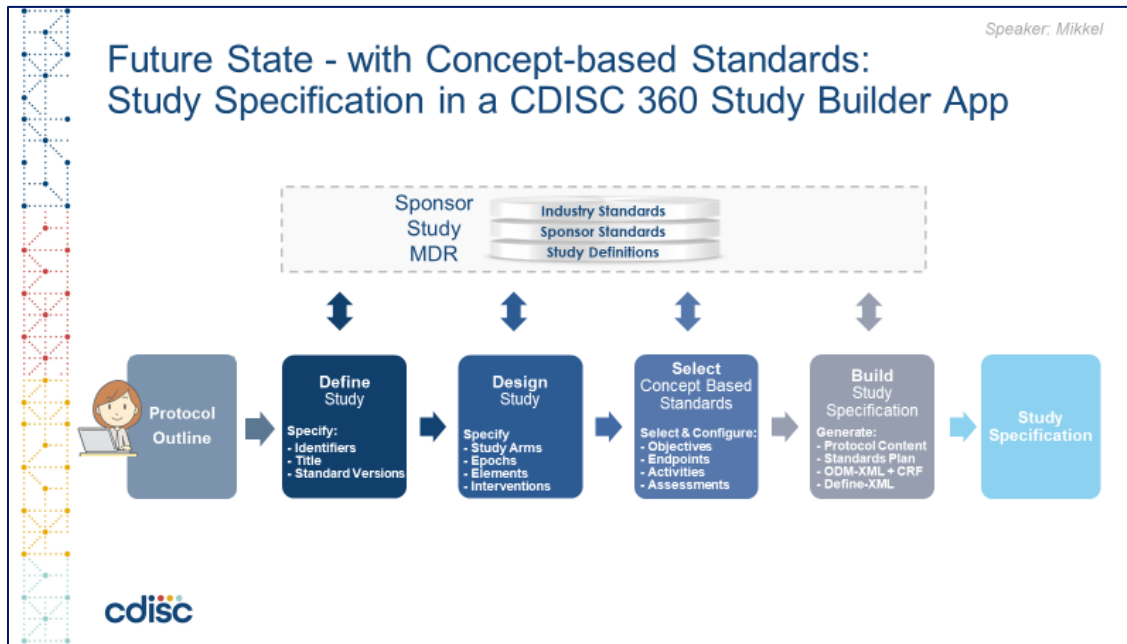 Speaker: Mikkel
Future State - with Concept-based Standards:
Study Specification in a CDISC 360 Study Builder App
Sponsor
Study
MDR
Industry Standards
Sponsor Standards
Study Definitions
Protocol
Outline
Define
Study
Specify:
- Identifiers
- Title
- Standard Versions
Design
Study
Specify
- Study Arms
- Epochs
- Elements
- Interventions
Select
Concept Based
Standards
Select & Configure:
- Objectives
- Endpoints
- Activities
- Assessments
Build
Study
Specification
Generate:
- Protocol Content
- Standards Plan
- ODM-XML + CRF
- Define-XML
Study
Specification
cdisc